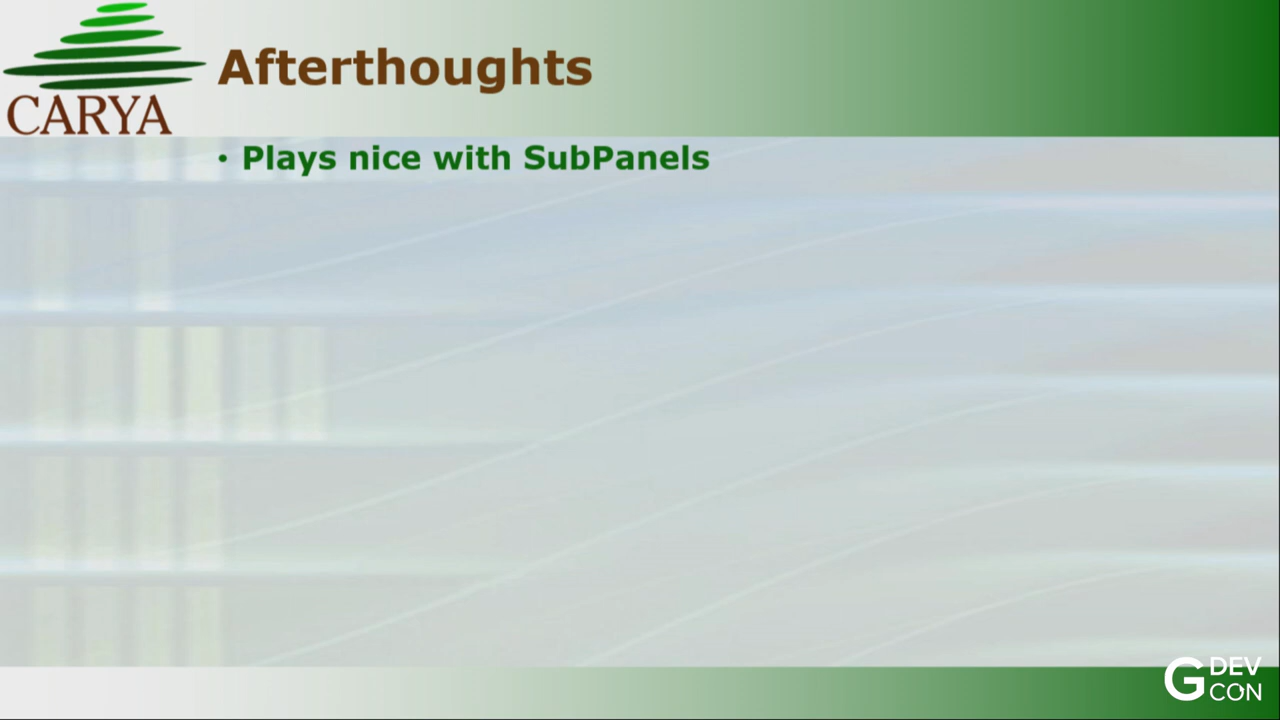 CARYA
Afterthoughts
• Plays nice with SubPanels
G DEV CON